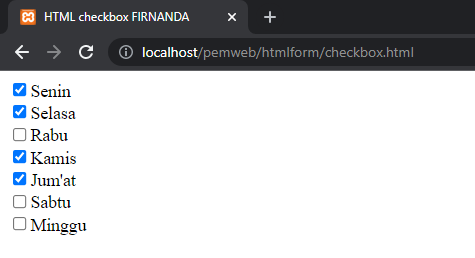 HTML checkbox FIRNANDA
localhost/pemweb/htmlform/checkbox.html
Senin
Selasa
Rabu
Kamis
Jum'at
Sabtu
Minggu